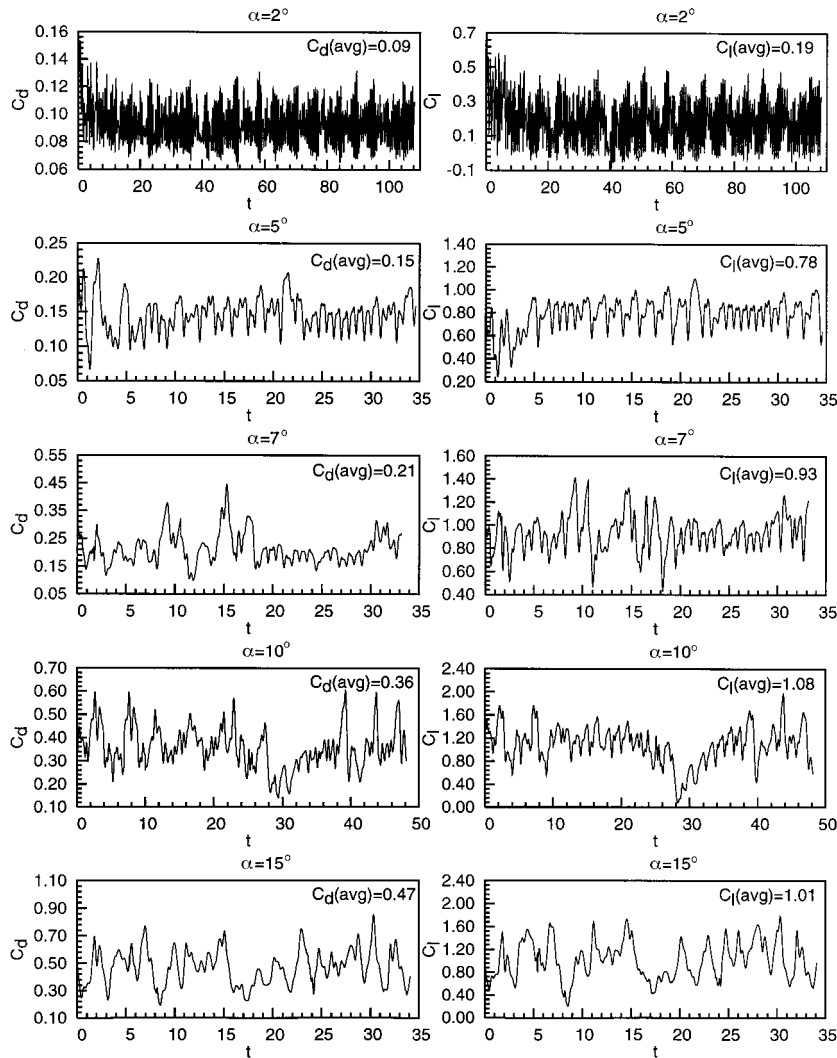 α=2°
C_d(avg)=0.09
C_d
0.16
0.14
0.12
0.10
0.08
0.06
0 20 40 60 80 100
t
α=2°
C_l(avg)=0.19
C_l
0.7
0.5
0.3
0.1
-0.1
0 20 40 60 80 100
t
α=5°
C_d(avg)=0.15
C_d
0.25
0.20
0.15
0.10
0.05
0 5 10 15 20 25 30 35
t
α=5°
C_l(avg)=0.78
C_l
1.40
1.20
1.00
0.80
0.60
0.40
0.20
0 5 10 15 20 25 30 35
t
α=7°
C_d(avg)=0.21
C_d
0.55
0.45
0.35
0.25
0.15
0.05
0 5 10 15 20 25 30 35
t
α=7°
C_l(avg)=0.93
C_l
1.60
1.40
1.20
1.00
0.80
0.60
0.40
0 5 10 15 20 25 30 35
t
α=10°
C_d(avg)=0.36
C_d
0.70
0.60
0.50
0.40
0.30
0.20
0.10
0 10 20 30 40 50
t
α=10°
C_l(avg)=1.08
C_l
2.40
2.00
1.60
1.20
0.80
0.40
0.00
0 10 20 30 40 50
t
α=15°
C_d(avg)=0.47
C_d
1.10
0.90
0.70
0.50
0.30
0.10
0 5 10 15 20 25 30 35
t
α=15°
C_l(avg)=1.01
C_l
2.40
2.00
1.60
1.20
0.80
0.40
0.00
0 5 10 15 20 25 30 35
t